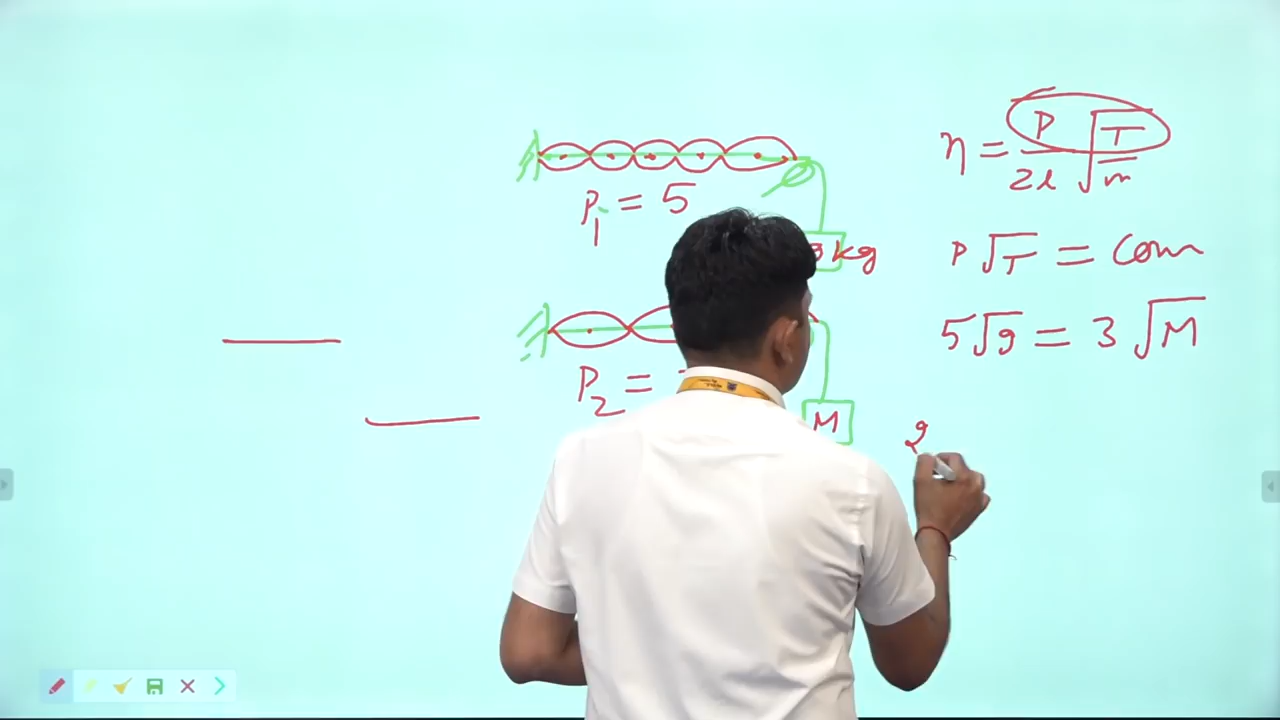 η = P/2l √T/√m
P₁ = 5
kg
P√T = Con
5√9 = 3√M
P₂ =
M